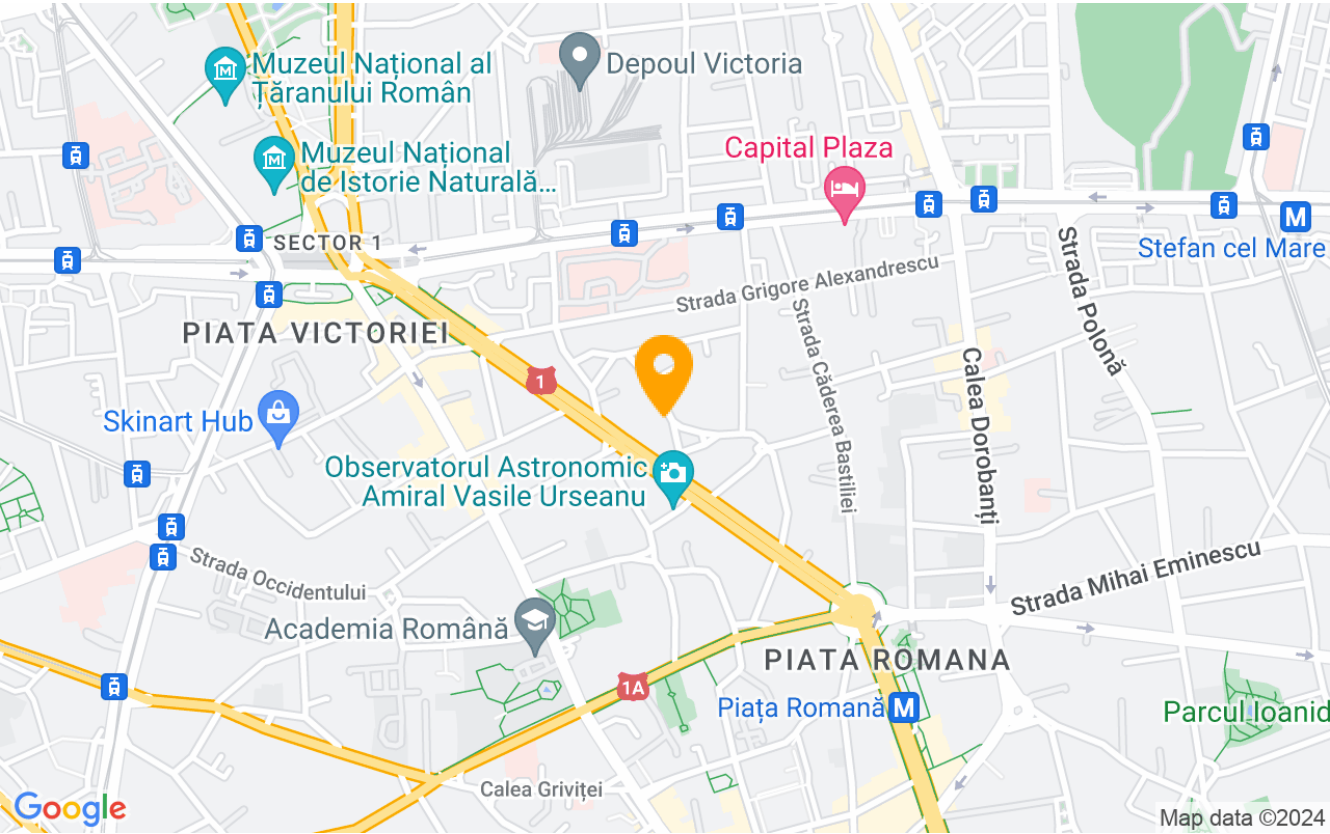 Muzeul Național al
Țăranului Român
Depoul Victoria
Muzeul Național
de Istorie Naturală...
Capital Plaza
M
Stefan cel Mare
SECTOR 1
Strada Polonă
Strada Grigore Alexandrescu
PIATA VICTORIEI
Strada Căderea Bastiliei
Calea Dorobanți
1
Skinart Hub
Observatorul Astronomic
Amiral Vasile Urseanu
Strada Occidentului
Strada Mihai Eminescu
Academia Română
PIATA ROMANA
1A
Piața Romană
M
Parcul Ioanid
Calea Griviței
Google
Map data ©2024